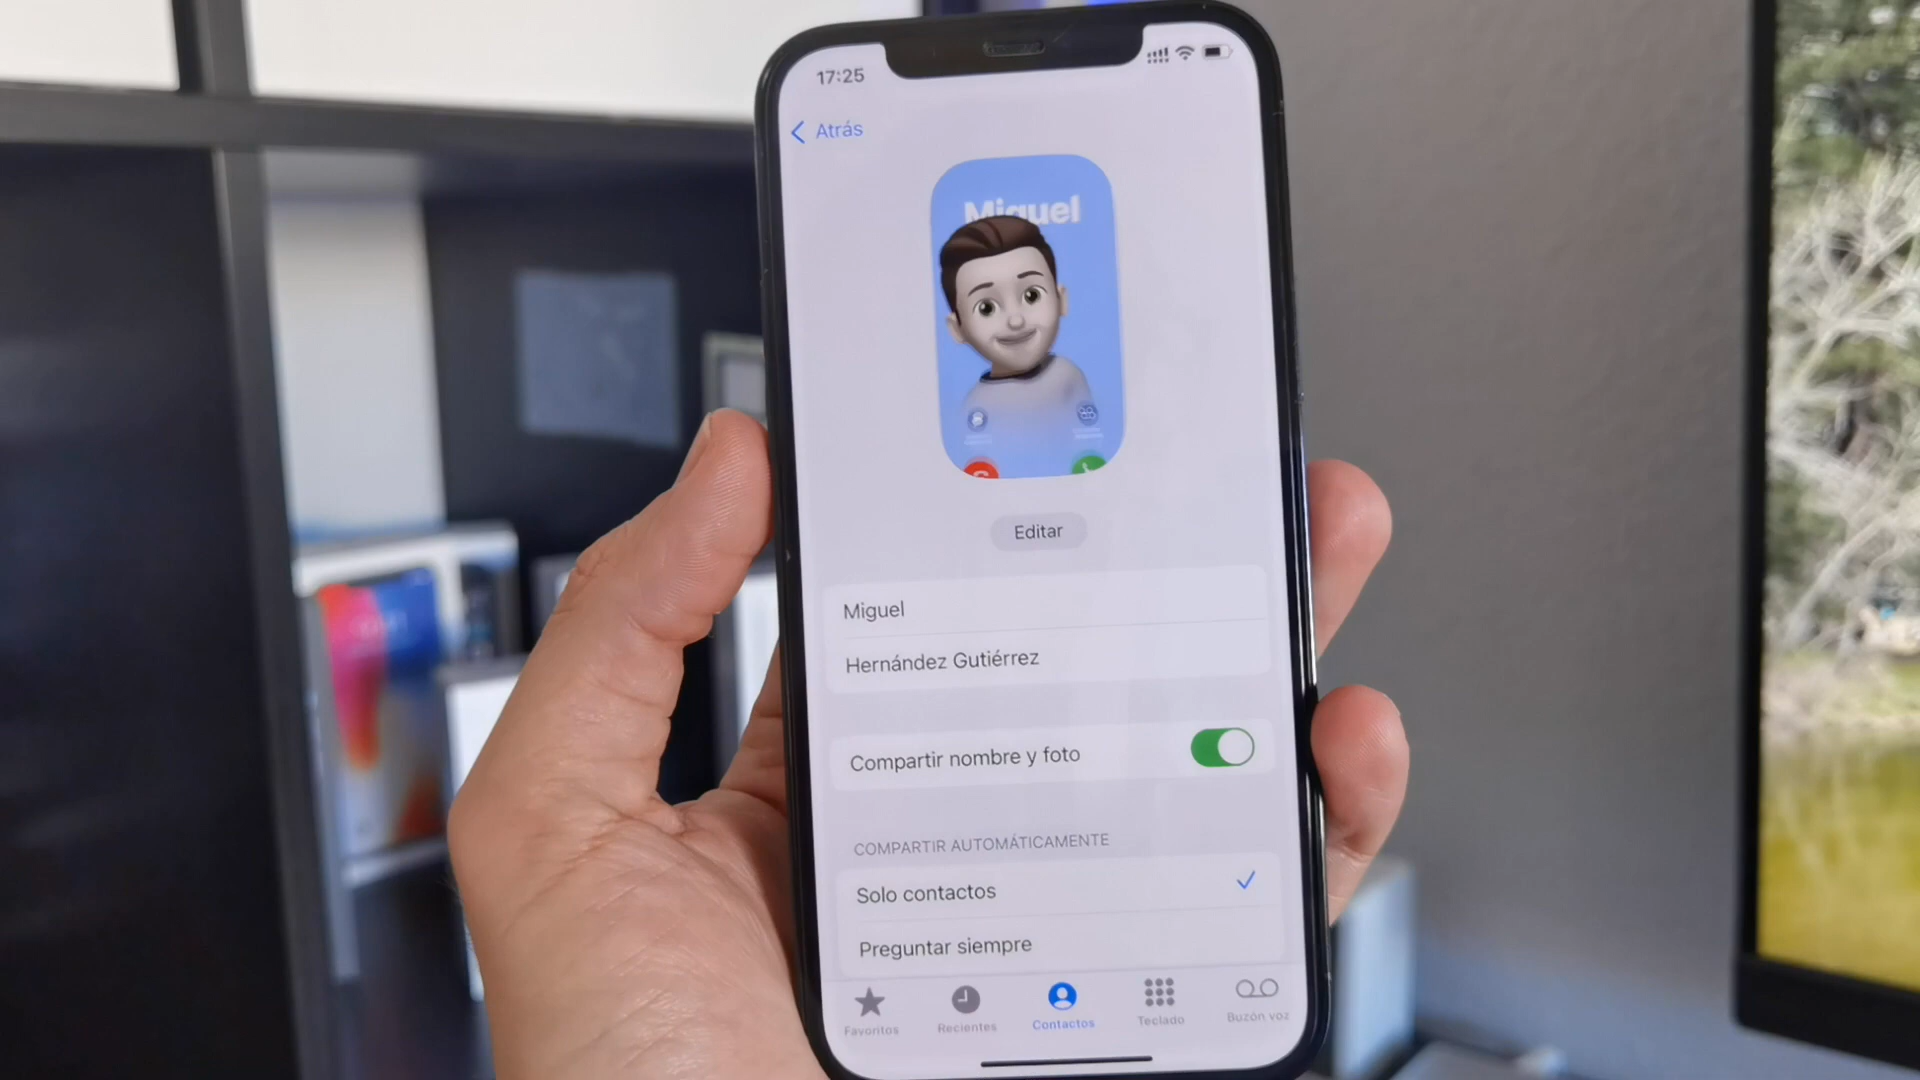 17:25
Atrás
Miguel
Editar
Miguel
Hernández Gutiérrez
Compartir nombre y foto
COMPARTIR AUTOMÁTICAMENTE
Solo contactos
Preguntar siempre
Favoritos
Recientes
Contactos
Teclado
Buzón voz